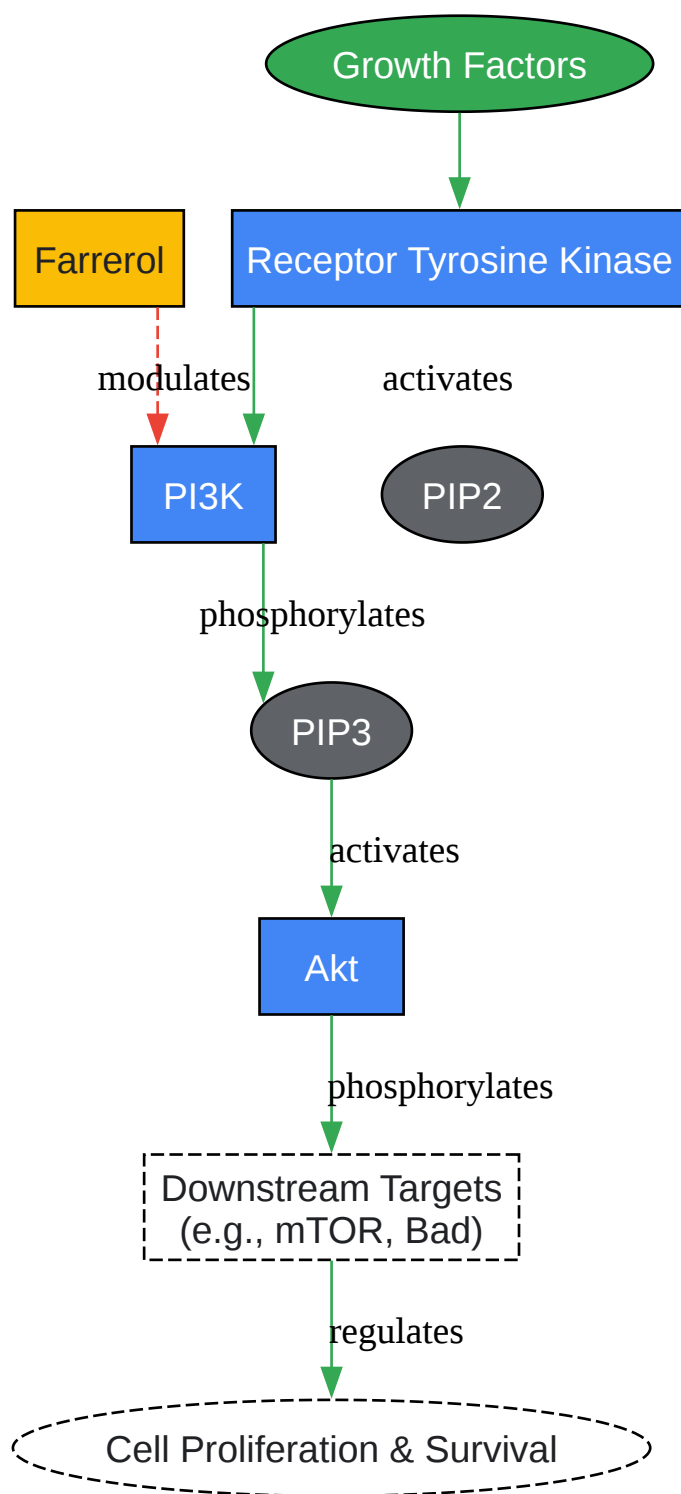 Growth Factors
Farrerol
Receptor Tyrosine Kinase
modulates
activates
PI3K
PIP2
phosphorylates
PIP3
activates
Akt
phosphorylates
Downstream Targets
(e.g., mTOR, Bad)
regulates
Cell Proliferation & Survival